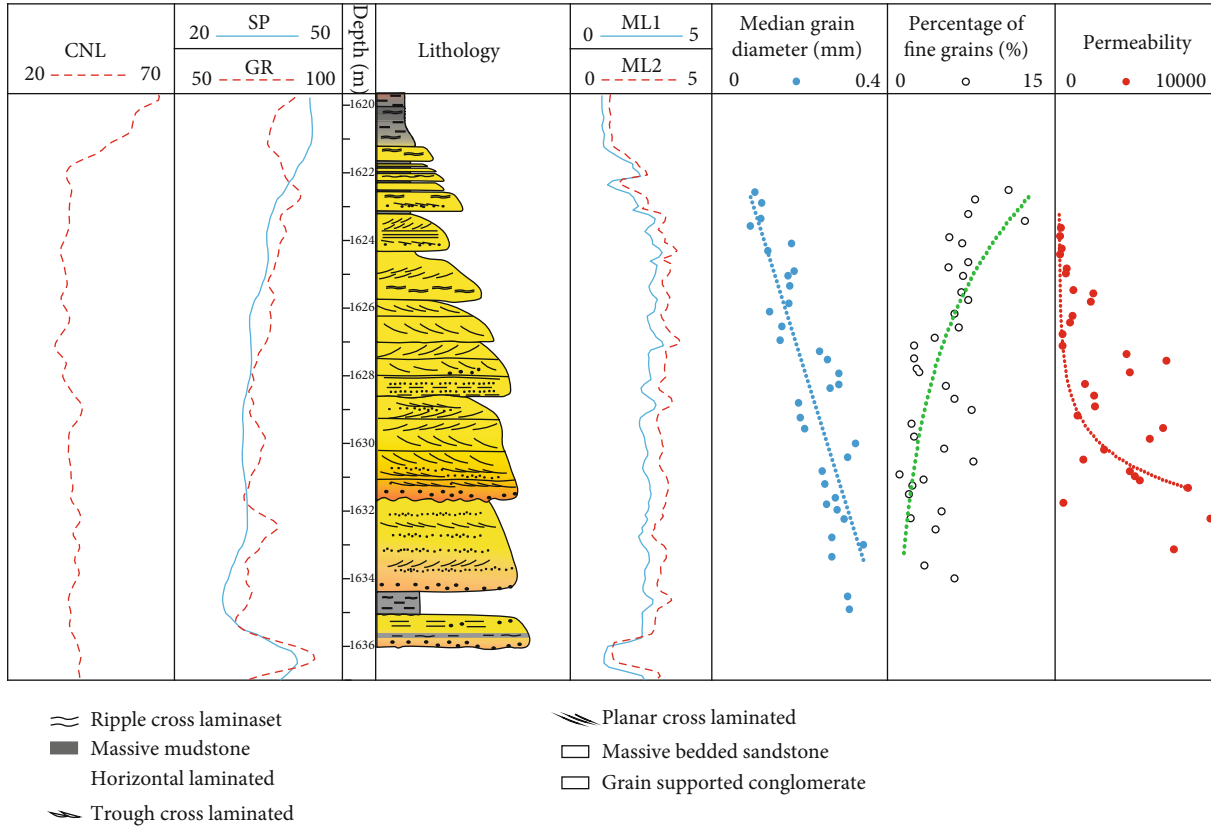 CNL
20 70
SP
20 50
GR
50 100
Depth (m)
Lithology
ML1
0 5
ML2
0 5
Median grain
diameter (mm)
0 0.4
Percentage of
fine grains (%)
0 15
Permeability
0 10000
1620
1622
1624
1626
1628
1630
1632
1634
1636
Ripple cross laminaset
Massive mudstone
Horizontal laminated
Trough cross laminated
Planar cross laminated
Massive bedded sandstone
Grain supported conglomerate